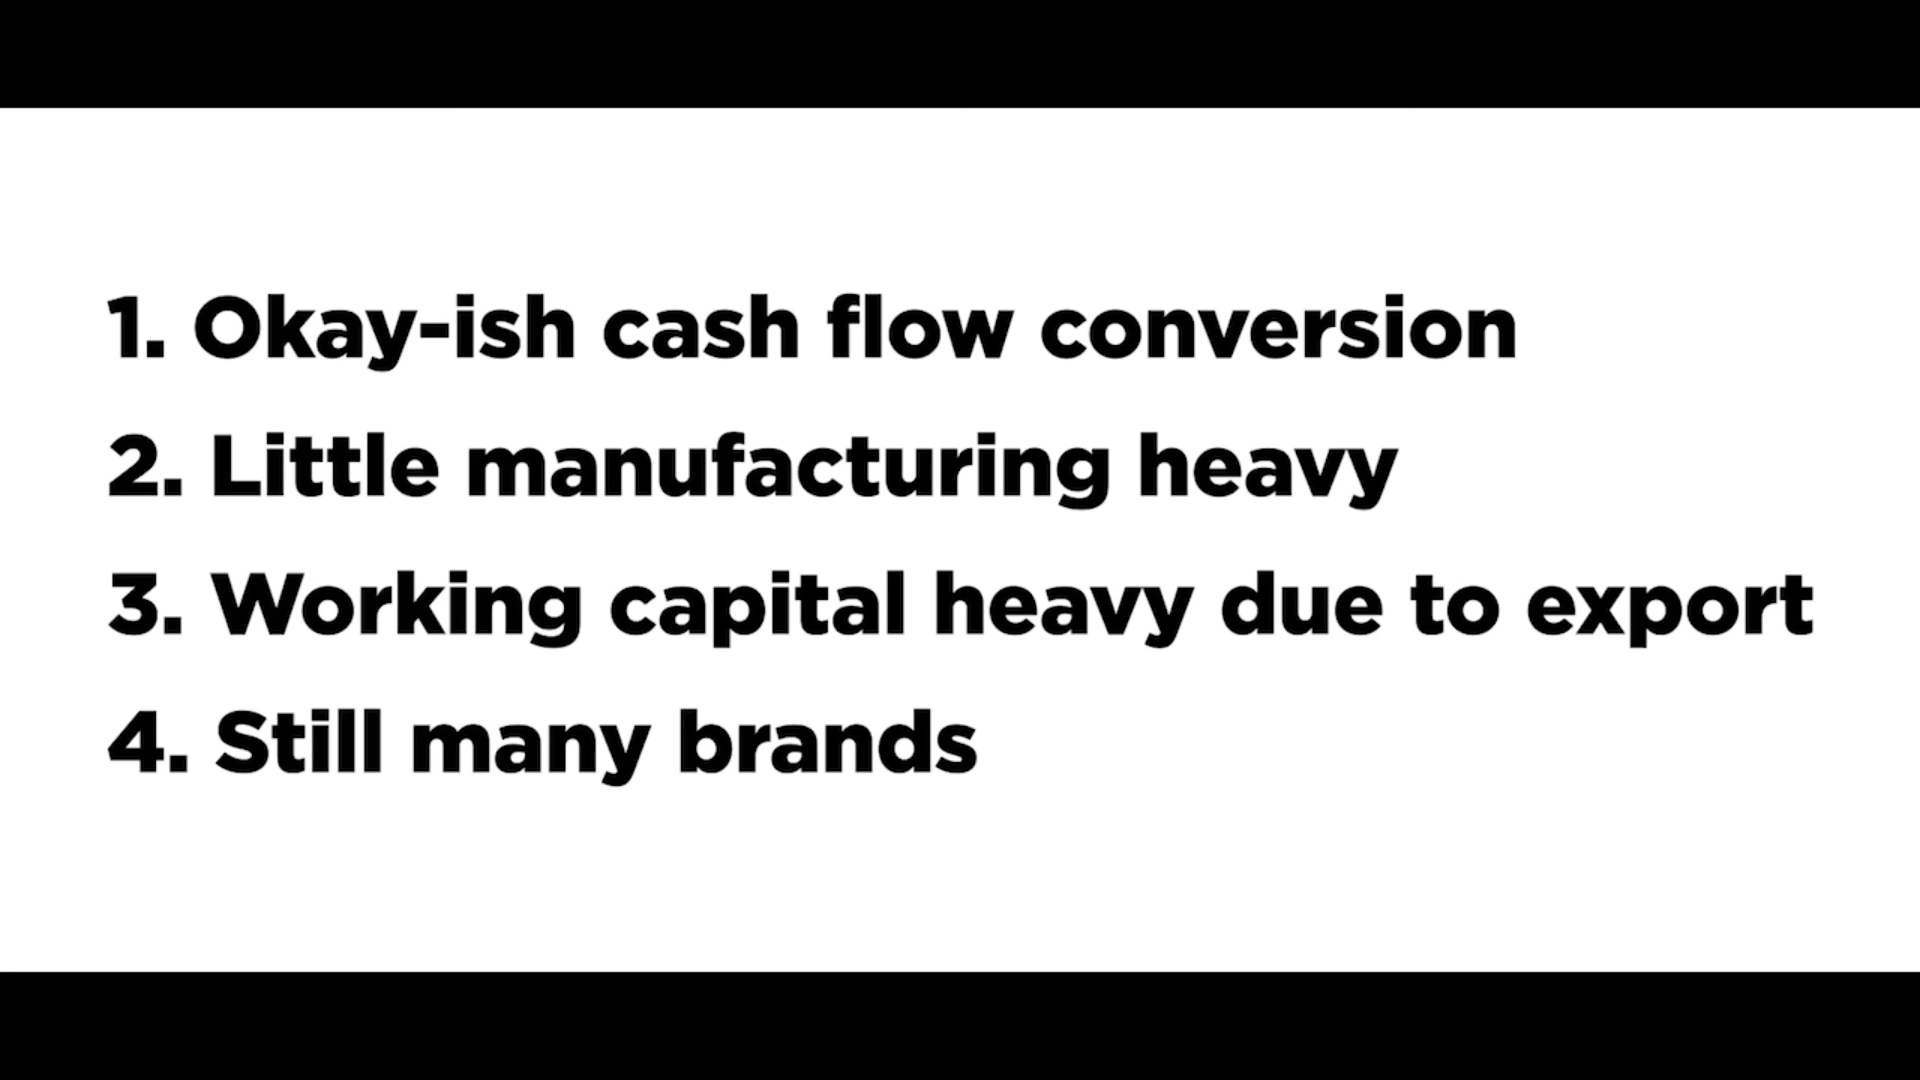 1. Okay-ish cash flow conversion
2. Little manufacturing heavy
3. Working capital heavy due to export
4. Still many brands